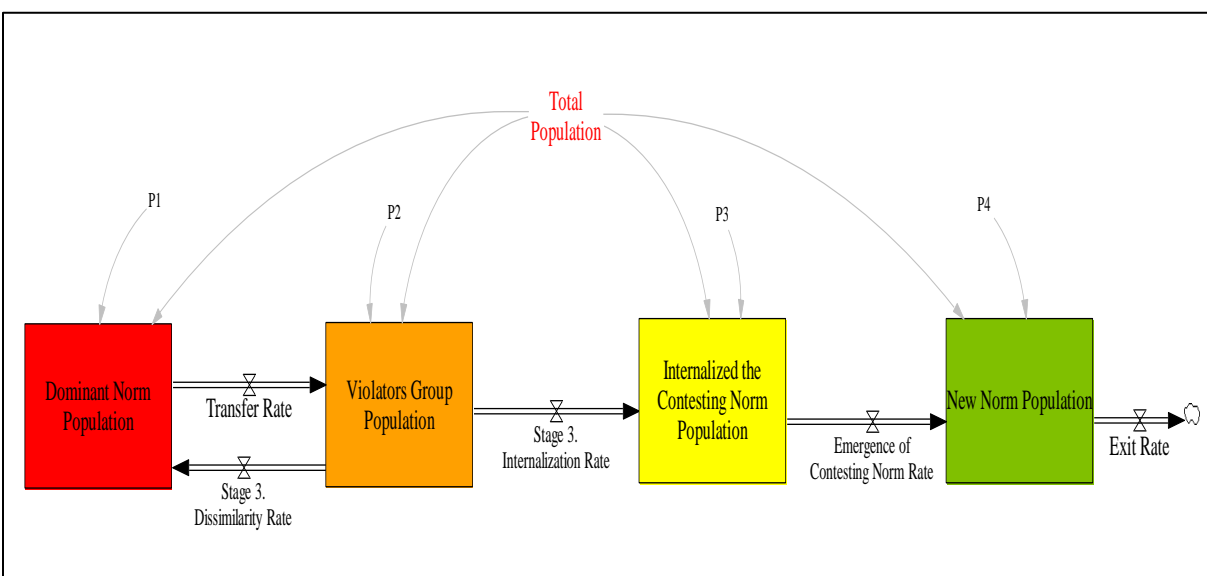 Total
Population
P1
P2
P3
P4
Dominant Norm
Population
Transfer Rate
Stage 3.
Dissimilarity Rate
Violators Group
Population
Stage 3.
Internalization Rate
Internalized the
Contesting Norm
Population
Emergence of
Contesting Norm Rate
New Norm Population
Exit Rate